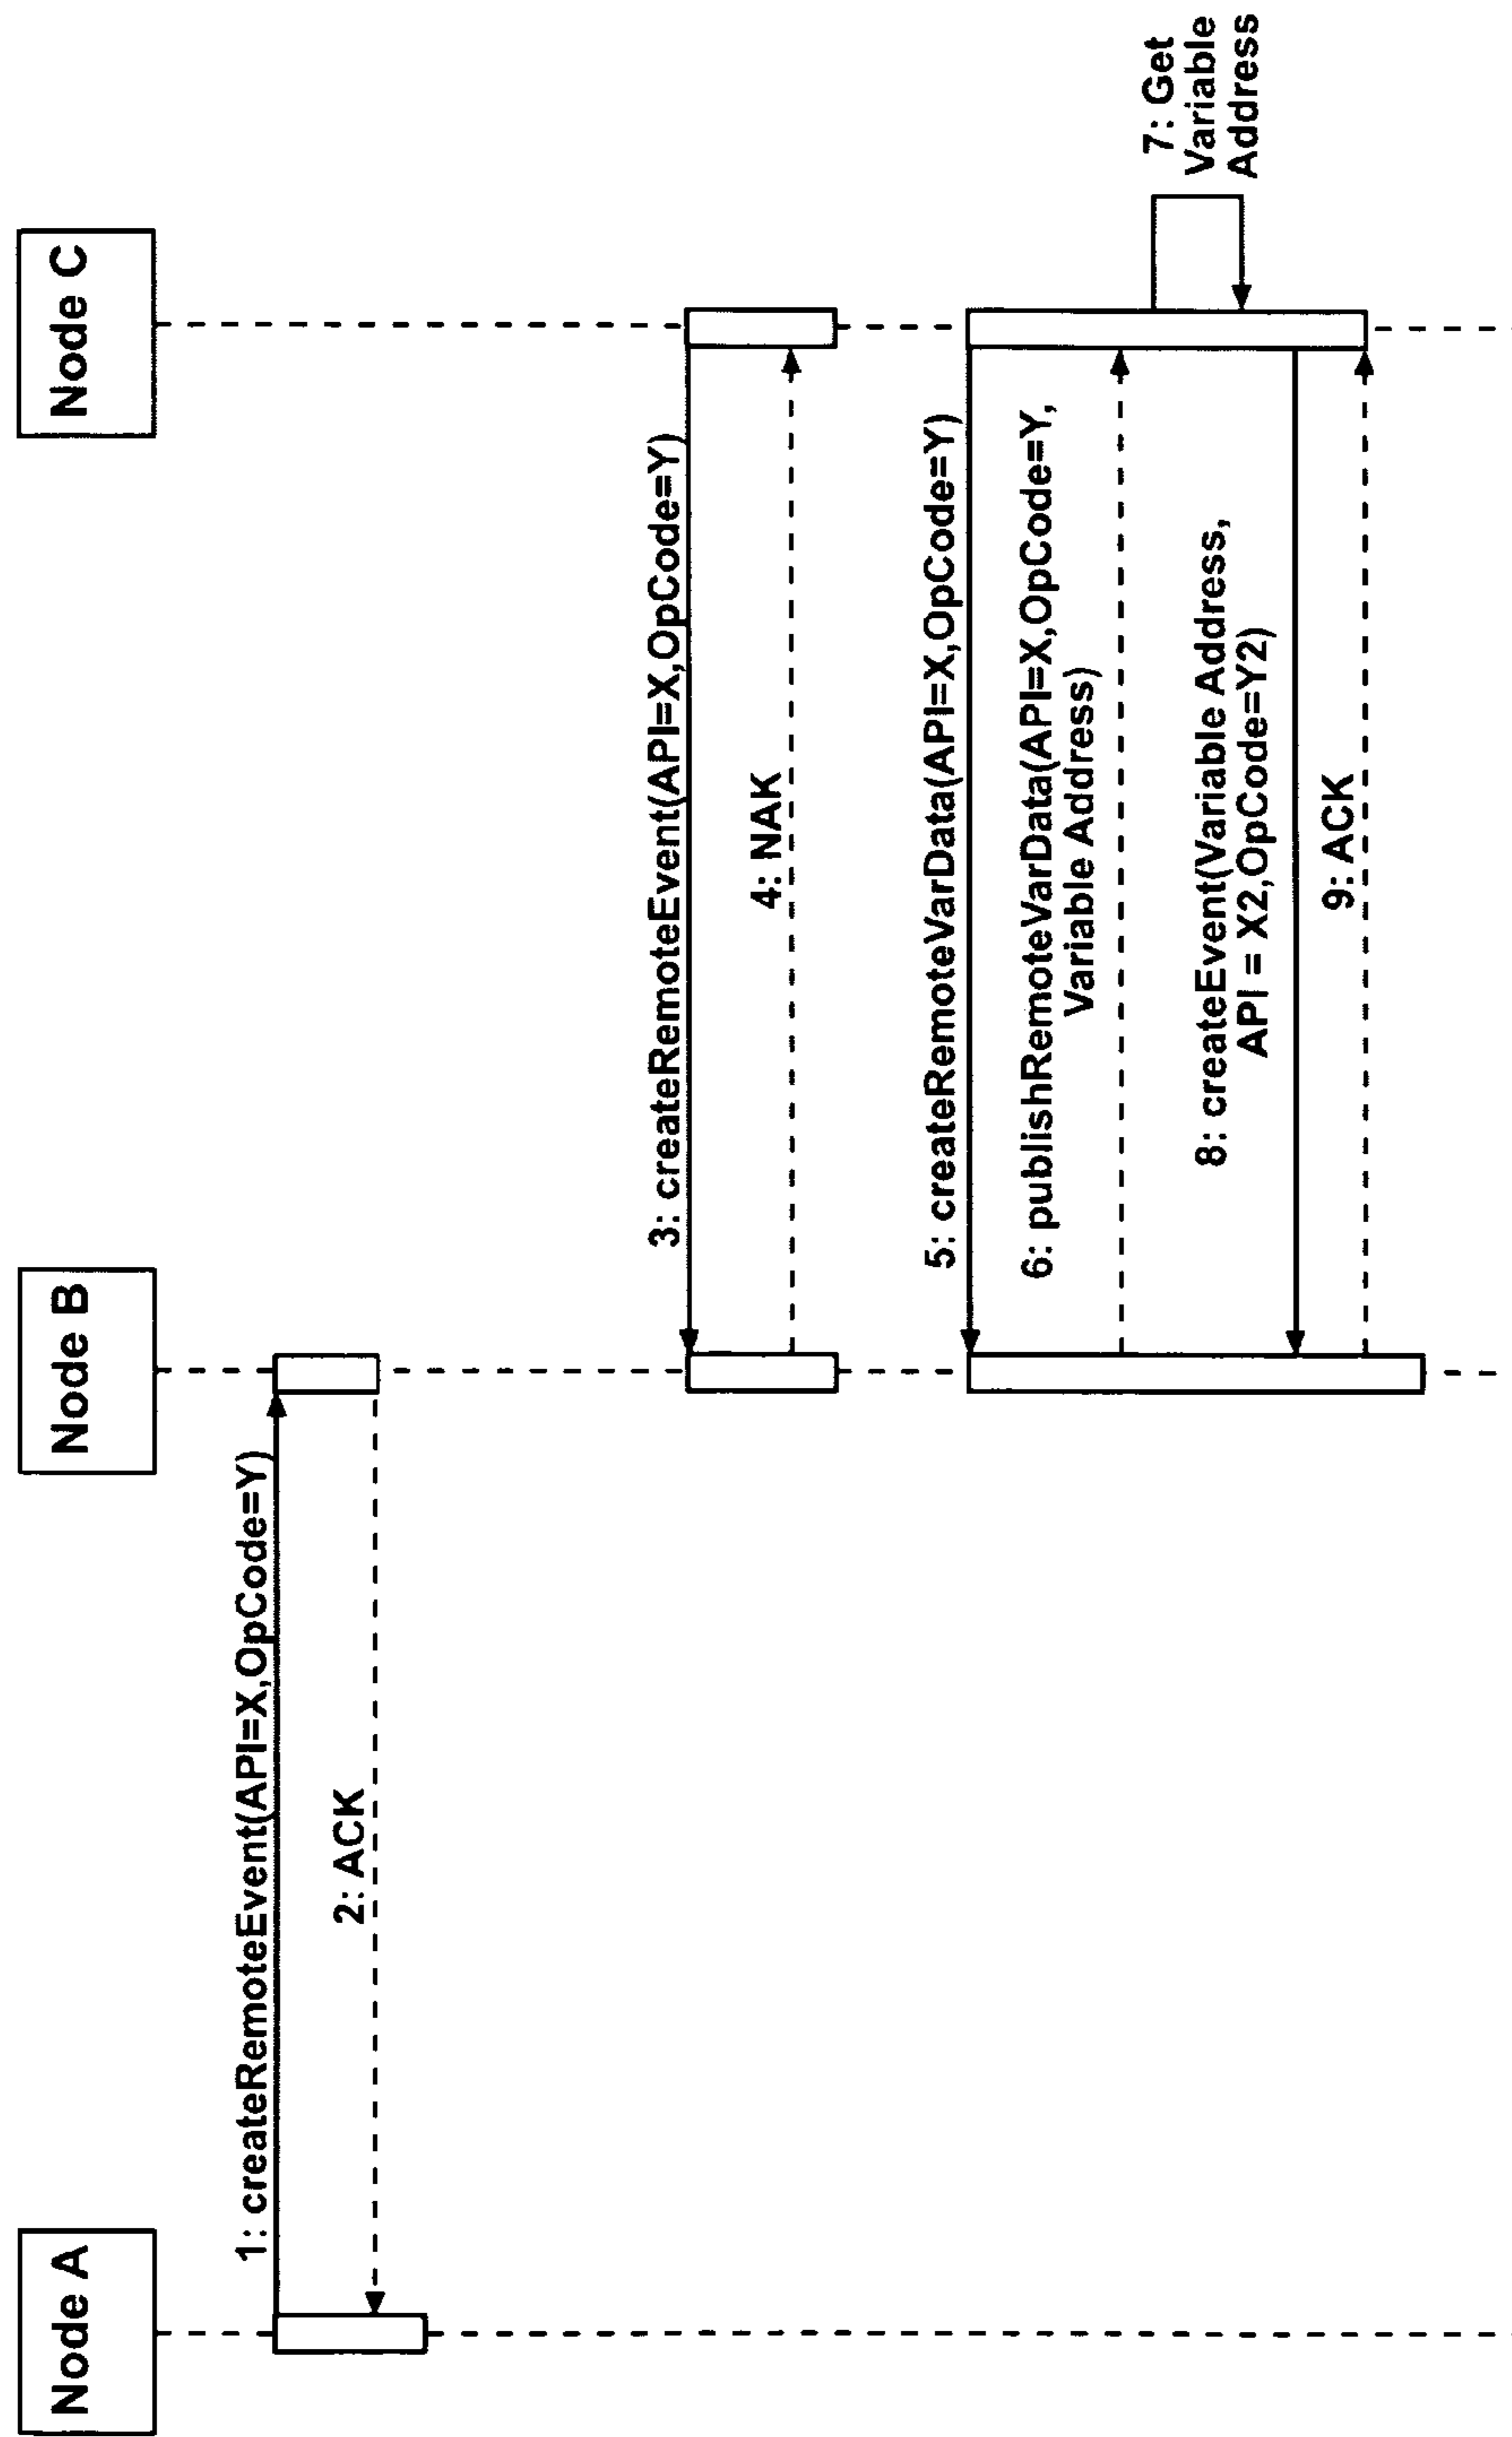 Node A
Node B
Node C
1: createRemoteEvent(API=X,OpCode=Y)
2: ACK
3: createRemoteEvent(API=X,OpCode=Y)
4: NAK
5: createRemoteVarData(API=X,OpCode=Y)
6: publishRemoteVarData(API=X,OpCode=Y,
Variable Address)
7: Get
Variable
Address
8: createEvent(Variable Address,
API = X2,OpCode=Y2)
9: ACK